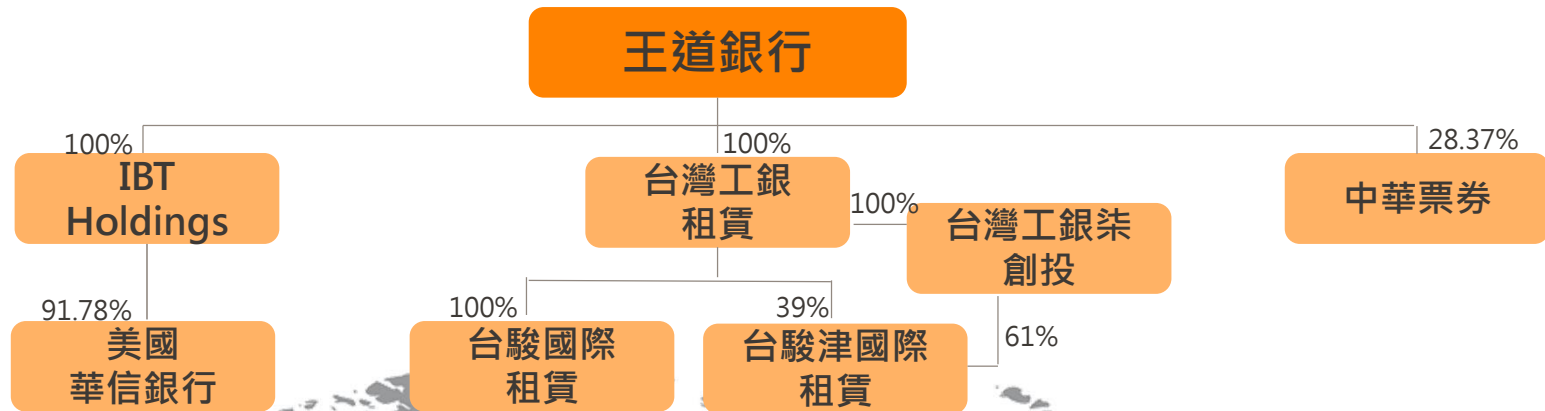 王道銀行
100%
100%
28.37%
IBT
Holdings
台灣工銀
租賃
100%
台灣工銀柒
創投
中華票券
91.78%
100%
39%
61%
美國
華信銀行
台駿國際
租賃
台駿津國際
租賃